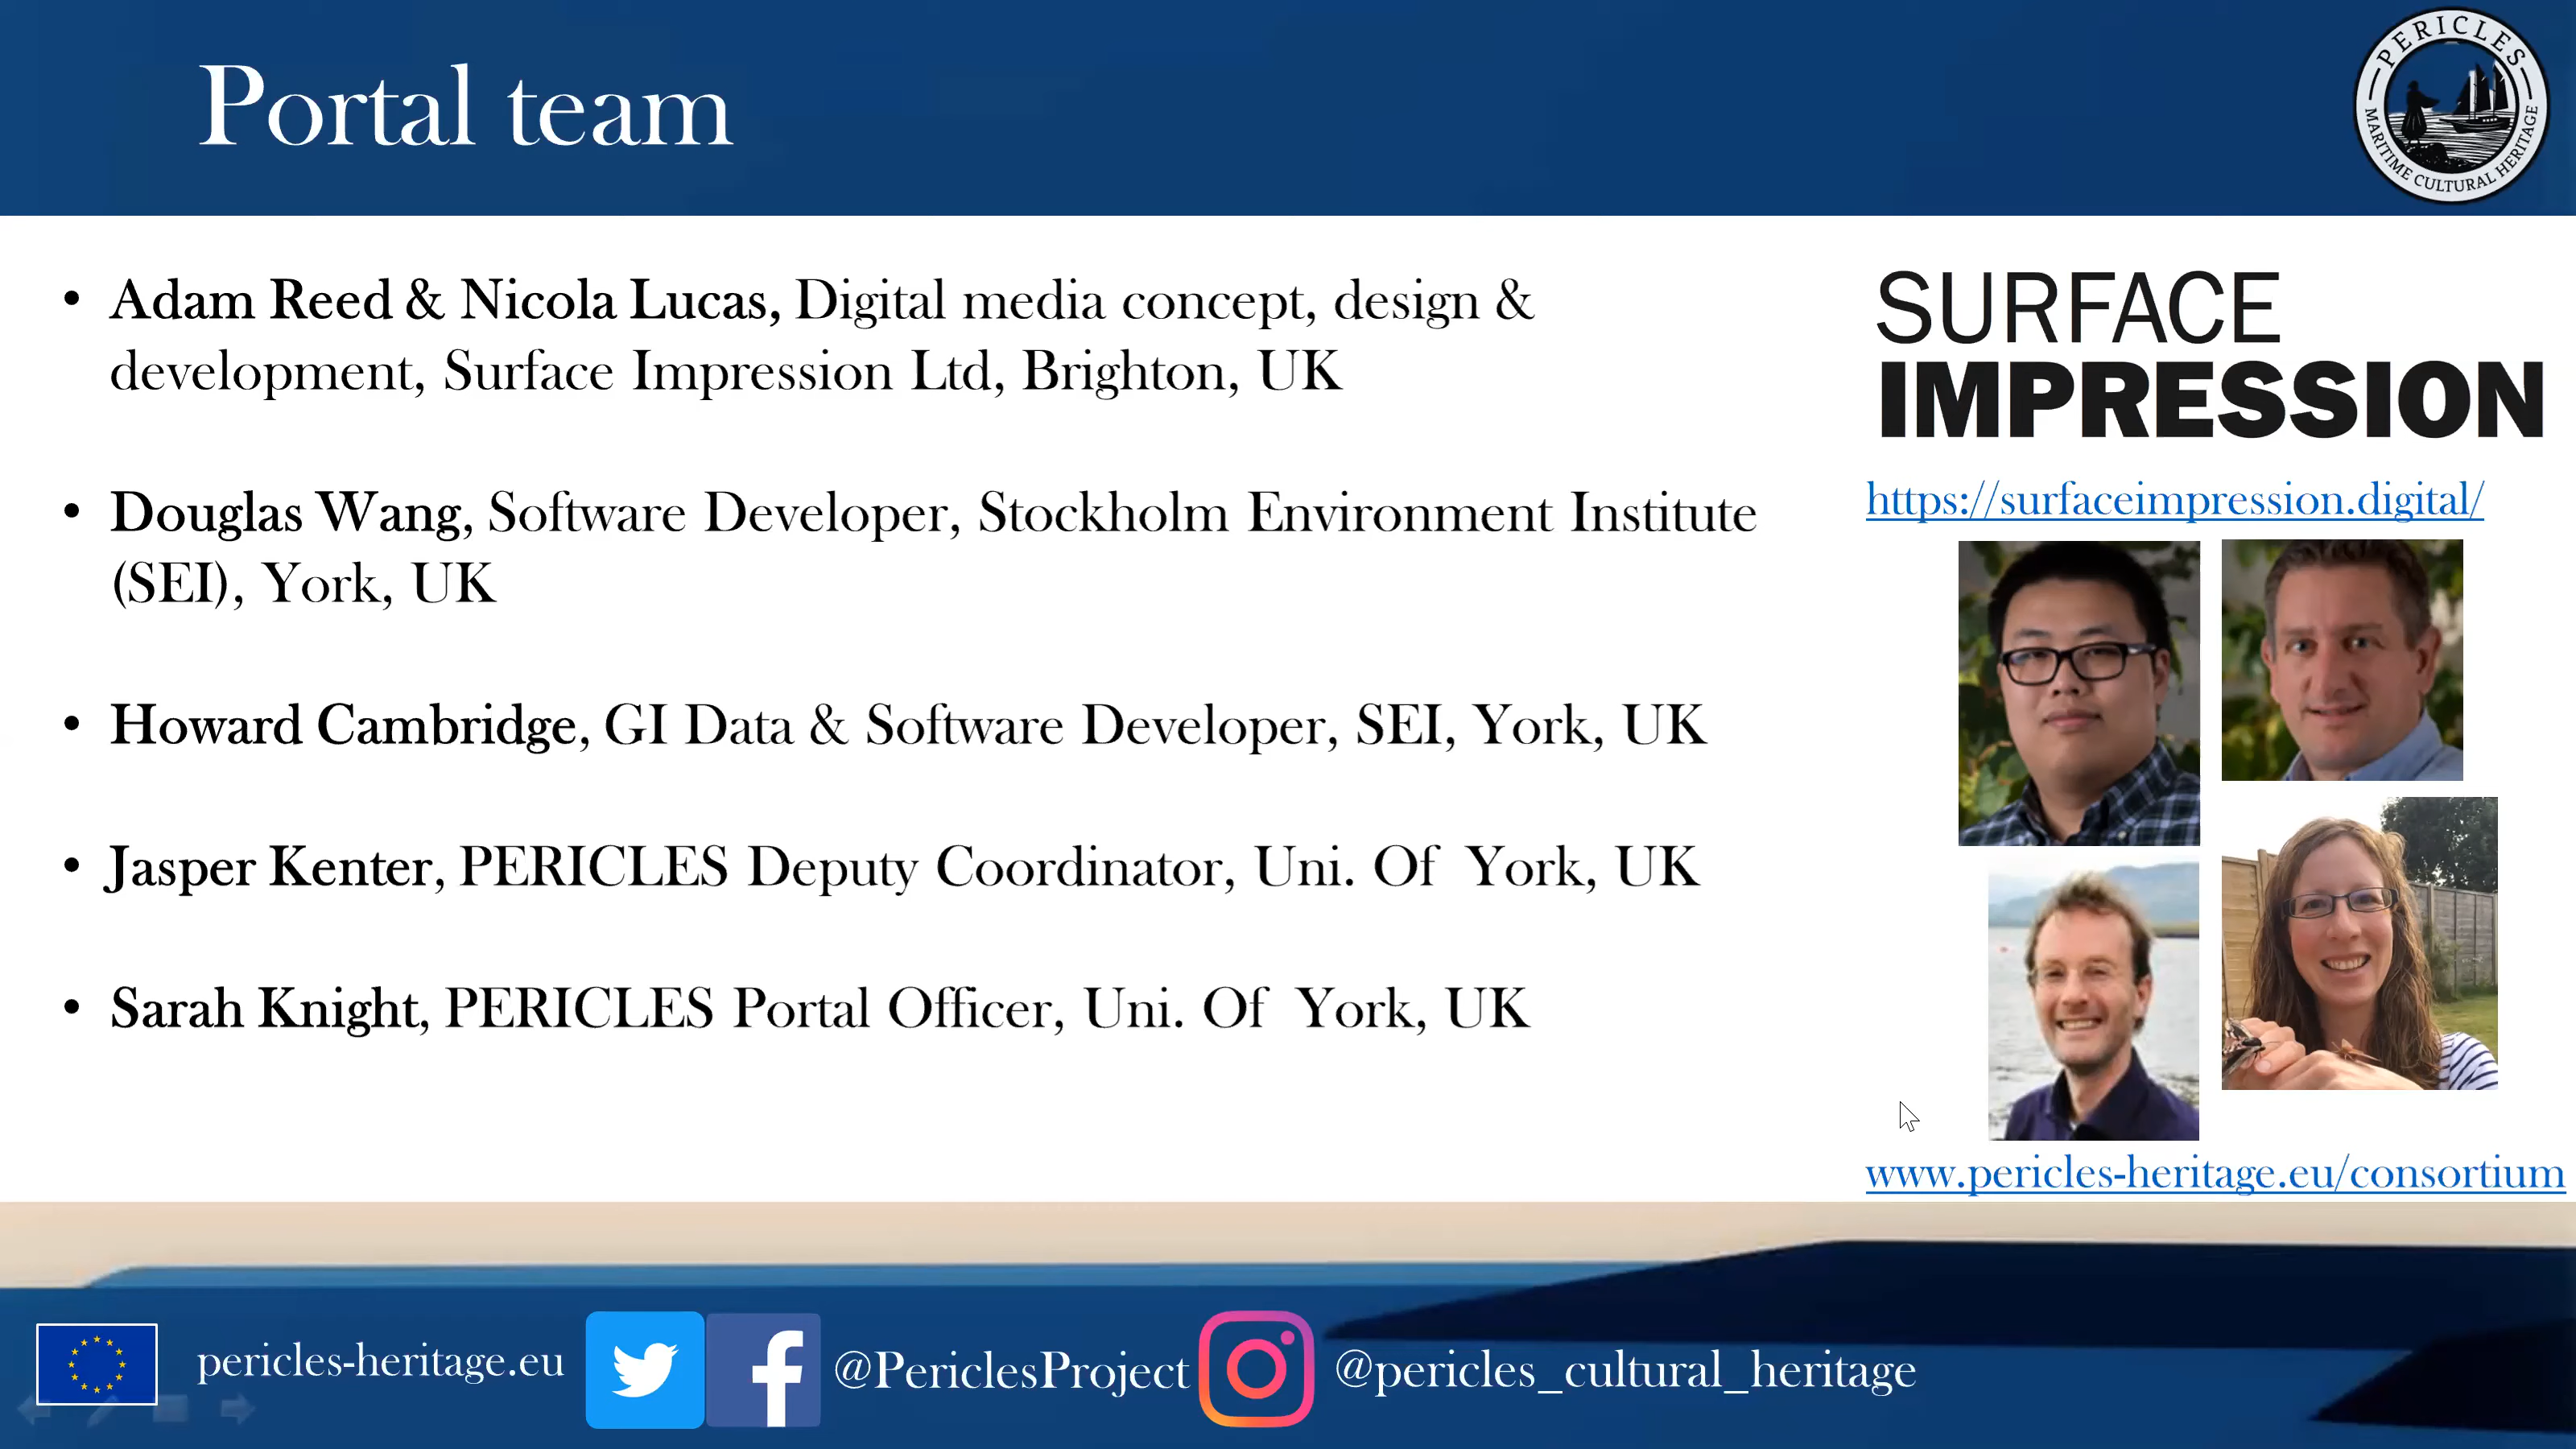 Portal team
PERICLES
MARITIME CULTURAL HERITAGE
• Adam Reed & Nicola Lucas, Digital media concept, design &
development, Surface Impression Ltd, Brighton, UK
• Douglas Wang, Software Developer, Stockholm Environment Institute
(SEI), York, UK
• Howard Cambridge, GI Data & Software Developer, SEI, York, UK
• Jasper Kenter, PERICLES Deputy Coordinator, Uni. Of York, UK
• Sarah Knight, PERICLES Portal Officer, Uni. Of York, UK
SURFACE
IMPRESSION
https://surfaceimpression.digital/
www.pericles-heritage.eu/consortium
pericles-heritage.eu
@PericlesProject
@pericles_cultural_heritage